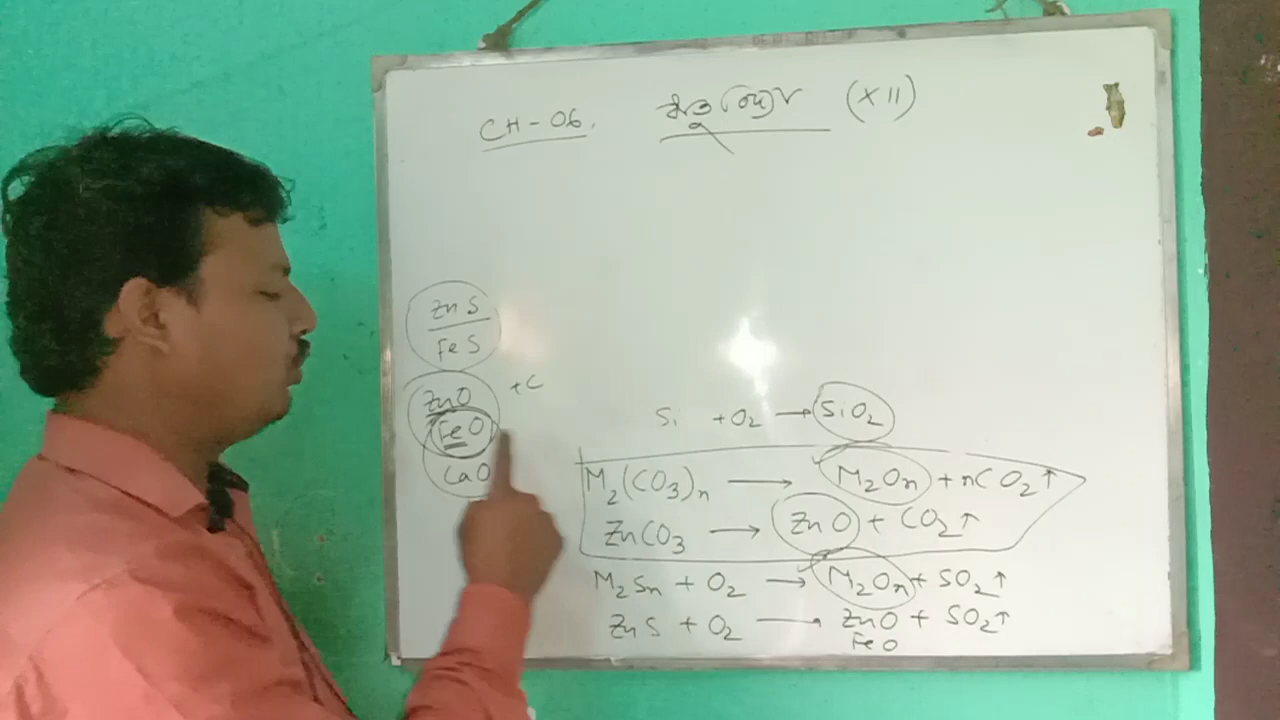 CH-06. ধাতুবিদ্যা (XII)
ZnS
FeS
ZnO +C
FeO
CaO
Si + O₂ → SiO₂
M₂(CO₃)ₙ → M₂Oₙ + nCO₂↑
ZnCO₃ → ZnO + CO₂↑
M₂Sₙ + O₂ → M₂Oₙ + SO₂↑
ZnS + O₂ → ZnO + SO₂↑
FeO